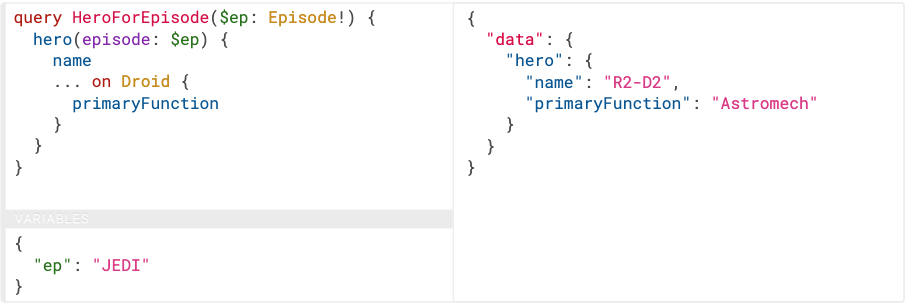 query HeroForEpisode($ep: Episode!) {
  hero(episode: $ep) {
    name
    ... on Droid {
      primaryFunction
    }
  }
}
VARIABLES
{
  "ep": "JEDI"
}
{
  "data": {
    "hero": {
      "name": "R2-D2",
      "primaryFunction": "Astromech"
    }
  }
}